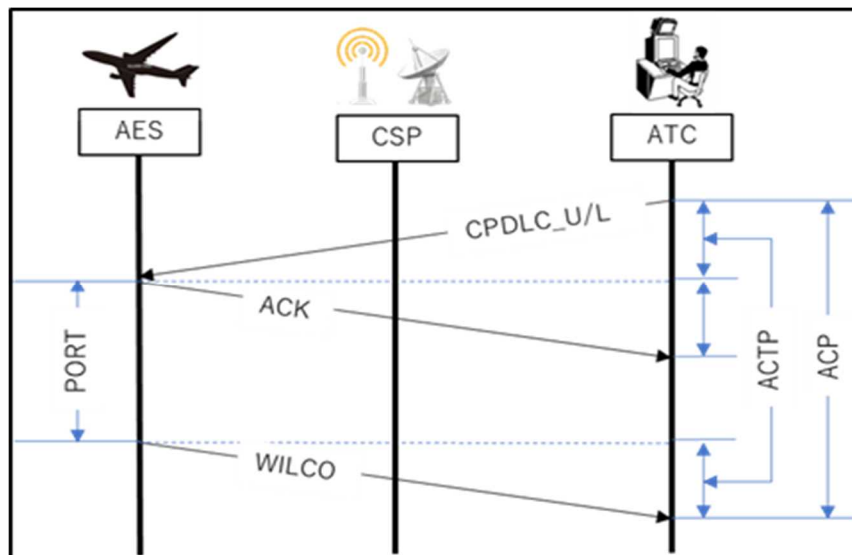 AES
CSP
ATC
CPDLC_U/L
ACK
PORT
ACTP
ACP
WILCO